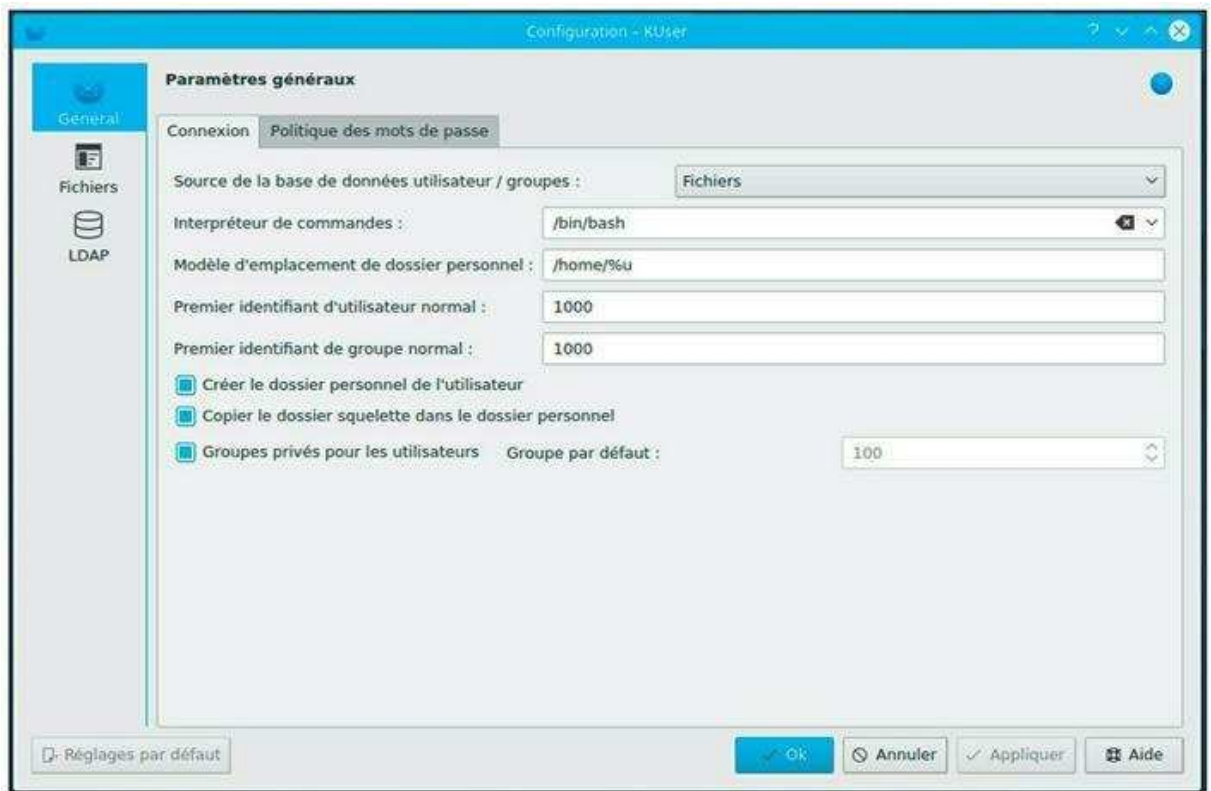 Configuration - KUser
Général
Fichiers
LDAP
Paramètres généraux
Connexion
Politique des mots de passe
Source de la base de données utilisateur / groupes :
Fichiers
Interpréteur de commandes :
/bin/bash
Modèle d'emplacement de dossier personnel :
/home/%u
Premier identifiant d'utilisateur normal :
1000
Premier identifiant de groupe normal :
1000
Créer le dossier personnel de l'utilisateur
Copier le dossier squelette dans le dossier personnel
Groupes privés pour les utilisateurs
Groupe par défaut :
100
Réglages par défaut
Ok
Annuler
Appliquer
Aide